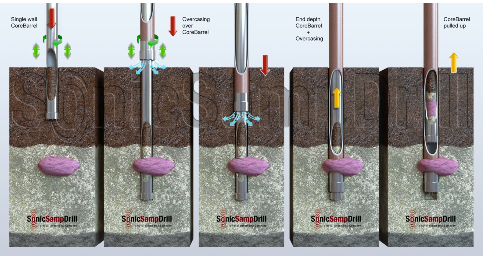 Single wall
CoreBarrel
Overcasing
over
CoreBarrel
End depth
CoreBarrel
+
Overcasing
CoreBarrel
pulled up
SonicSampDrill
SonicSampDrill
SonicSampDrill
SonicSampDrill
SonicSampDrill